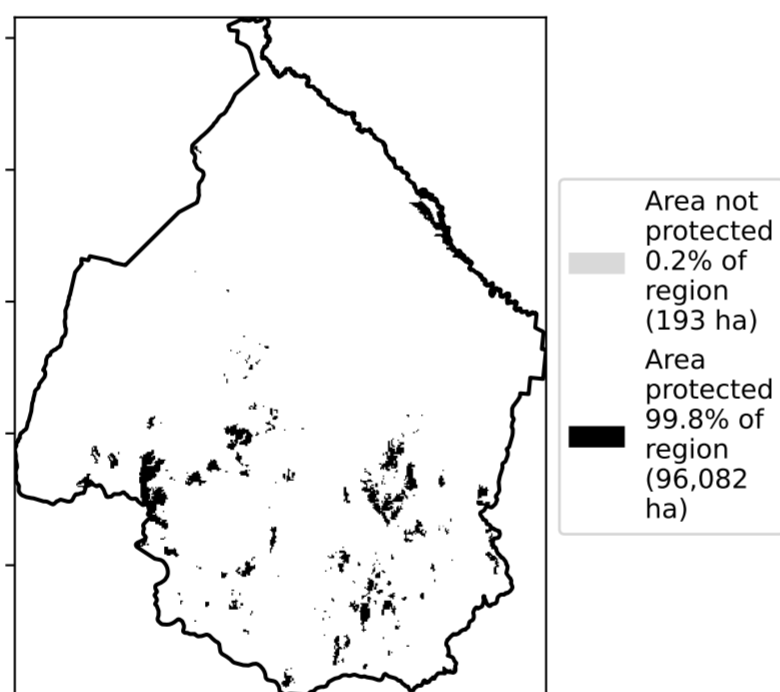 Area not
protected
0.2% of
region
(193 ha)
Area
protected
99.8% of
region
(96,082
ha)